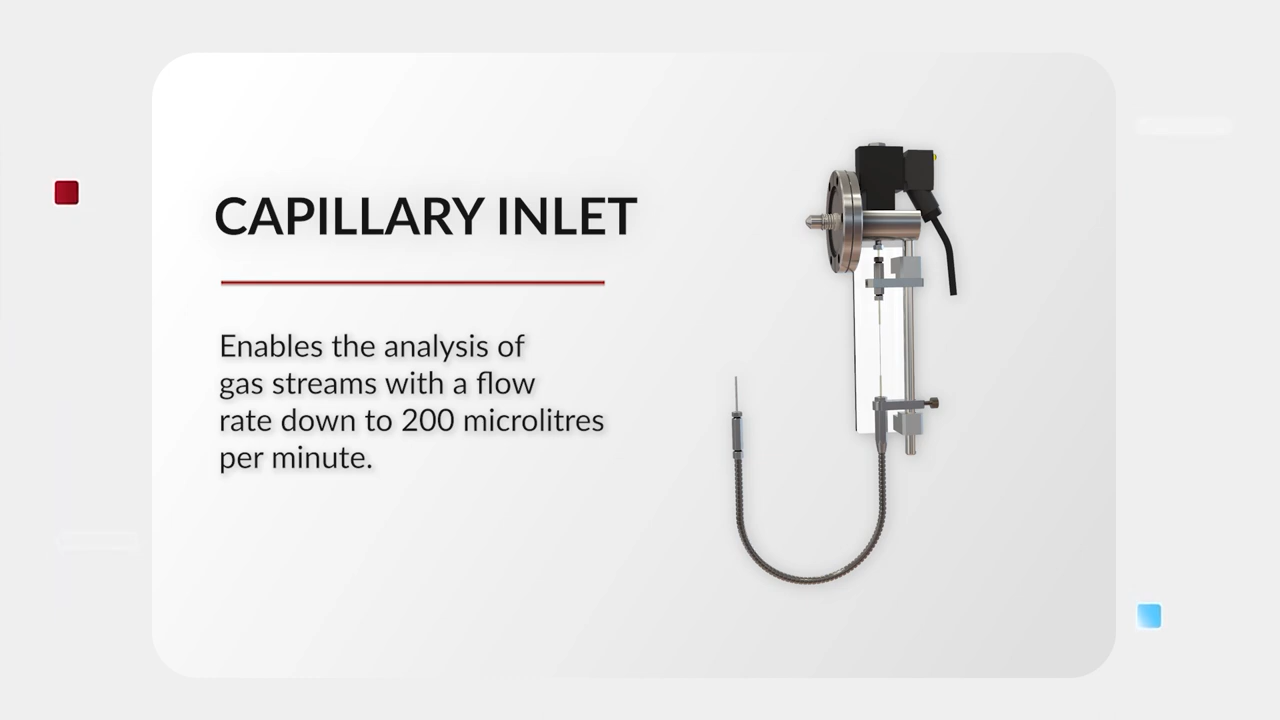 CAPILLARY INLET
Enables the analysis of
gas streams with a flow
rate down to 200 microlitres
per minute.